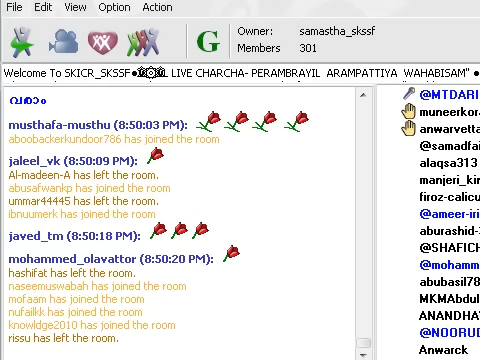 File Edit View Option Action
G Owner: samastha_skssf
Members 301
Welcome To SKICR_SKSSF LIVE CHARCHA- PERAMBRAYIL ARAMPATTIYA WAHABISAM"
musthafa-musthu (8:50:03 PM):
aboobackerkundoor786 has joined the room
jaleel_vk (8:50:09 PM):
Al-madeen-A has left the room.
abusafwankp has joined the room
ummar44445 has left the room.
ibnuumerk has joined the room
javed_tm (8:50:18 PM):
mohammed_olavattor (8:50:20 PM):
hashifat has left the room.
naseemuswabah has joined the room
mofaam has joined the room
nufailkk has joined the room
knowldge2010 has joined the room
rissu has left the room.
@MTDARI
muneerkora
anwarvetta
@samadfai
alaqsa313
manjeri_kir
firoz-calicu
@ameer-iri
aburashid-3
@SHAFICH
@mohamm
abubasil78
MKMAbdul
ANANDHAY
@NOORUD
Anwarck